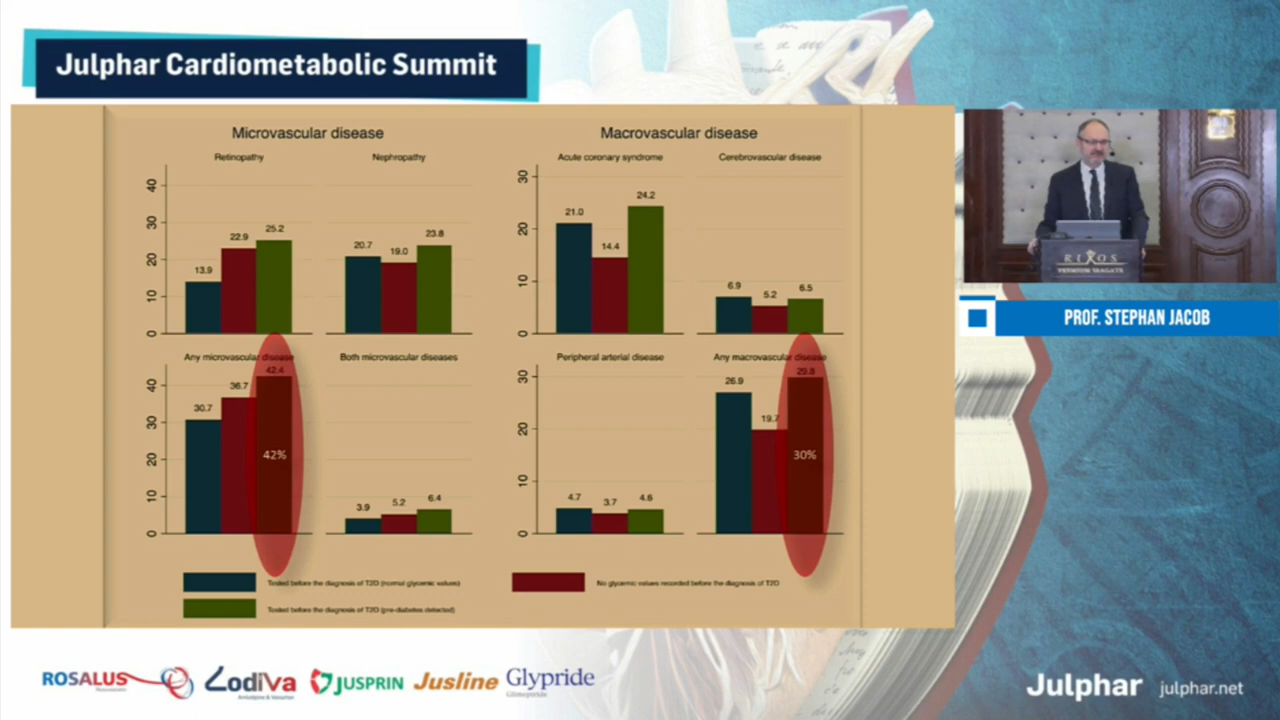 Julphar Cardiometabolic Summit
Microvascular disease
Macrovascular disease
Retinopathy
Nephropathy
Acute coronary syndrome
Cerebrovascular disease
40
30
20
10
0
13.9
22.9
25.2
20.7
19.0
23.8
30
20
10
0
21.0
14.4
24.2
6.9
5.2
6.5
Any microvascular disease
Both microvascular diseases
Peripheral arterial disease
Any macrovascular disease
40
30
20
10
0
30.7
36.7
42.4
42%
3.9
5.2
6.4
30
20
10
0
4.7
3.7
4.6
26.9
19.7
29.8
30%
Tested before the diagnosis of T2D (normal glycemic values)
No glycemic values recorded before the diagnosis of T2D
Tested before the diagnosis of T2D (pre-diabetes detected)
RIXOS
PREMIUM
PROF. STEPHAN JACOB
ROSALUS
Rosuvastatin
LodiVa
Amlodipine & Valsartan
JUSPRIN
Jusline
Glypride
Glimepiride
Julphar
julphar.net